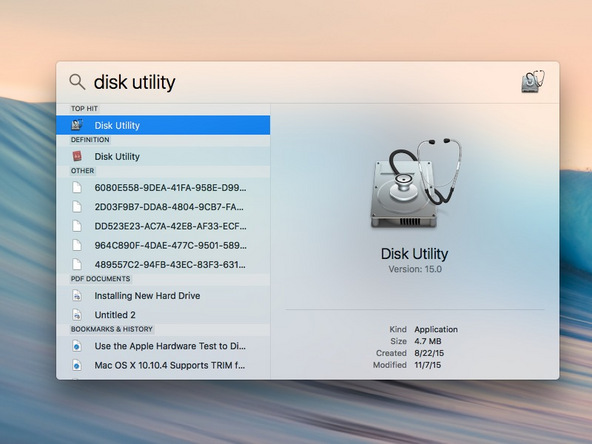 disk utility
TOP HIT
Disk Utility
DEFINITION
Disk Utility
OTHER
6080E558-9DEA-41FA-958E-D99...
2D03F9B7-DDA8-4804-9CB7-FA...
DD523E23-AC7A-42E8-AF33-ECF...
964C890F-4DAE-477C-9501-589...
489557C2-94FB-43EC-83F3-631...
PDF DOCUMENTS
Installing New Hard Drive
Untitled 2
BOOKMARKS & HISTORY
Use the Apple Hardware Test to Di...
Mac OS X 10.10.4 Supports TRIM f...
Disk Utility
Version: 15.0
Kind Application
Size 4.7 MB
Created 8/22/15
Modified 11/7/15